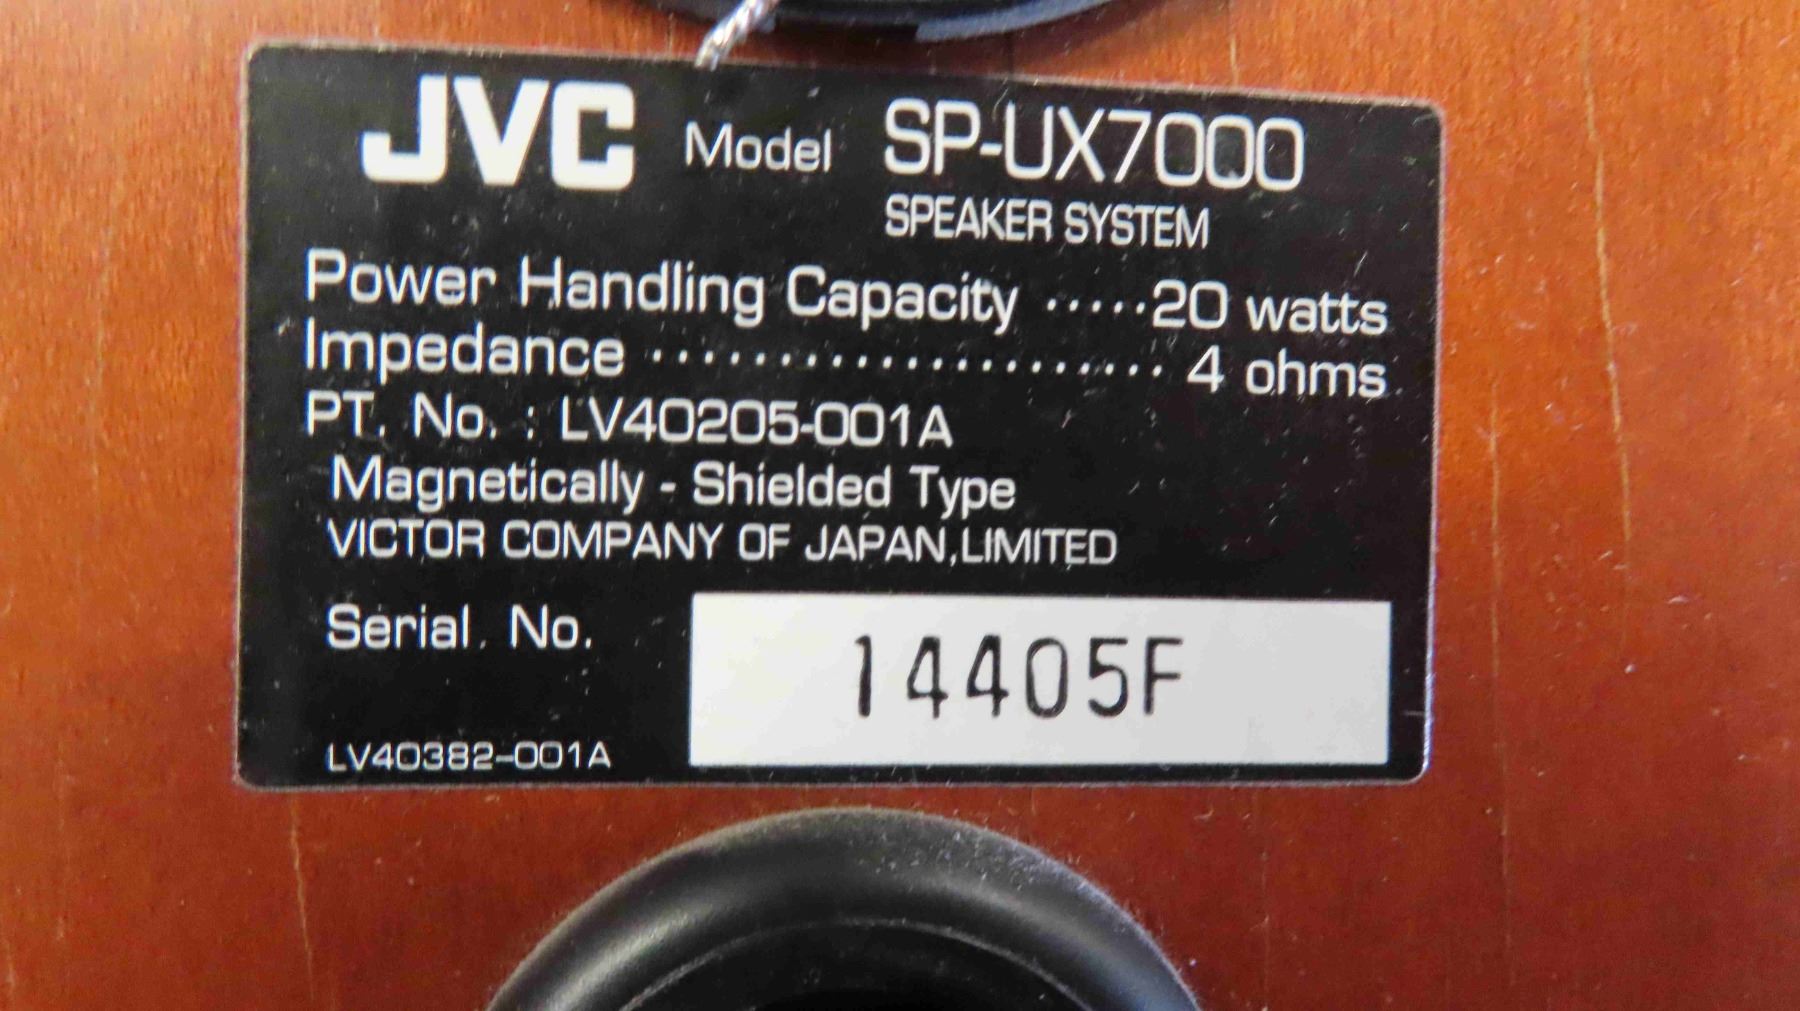 JVC Model SP-UX7000
SPEAKER SYSTEM
Power Handling Capacity ·····20 watts
Impedance ···················· 4 ohms
PT. No. : LV40205-001A
Magnetically - Shielded Type
VICTOR COMPANY OF JAPAN,LIMITED
Serial. No. 14405F
LV40382-001A